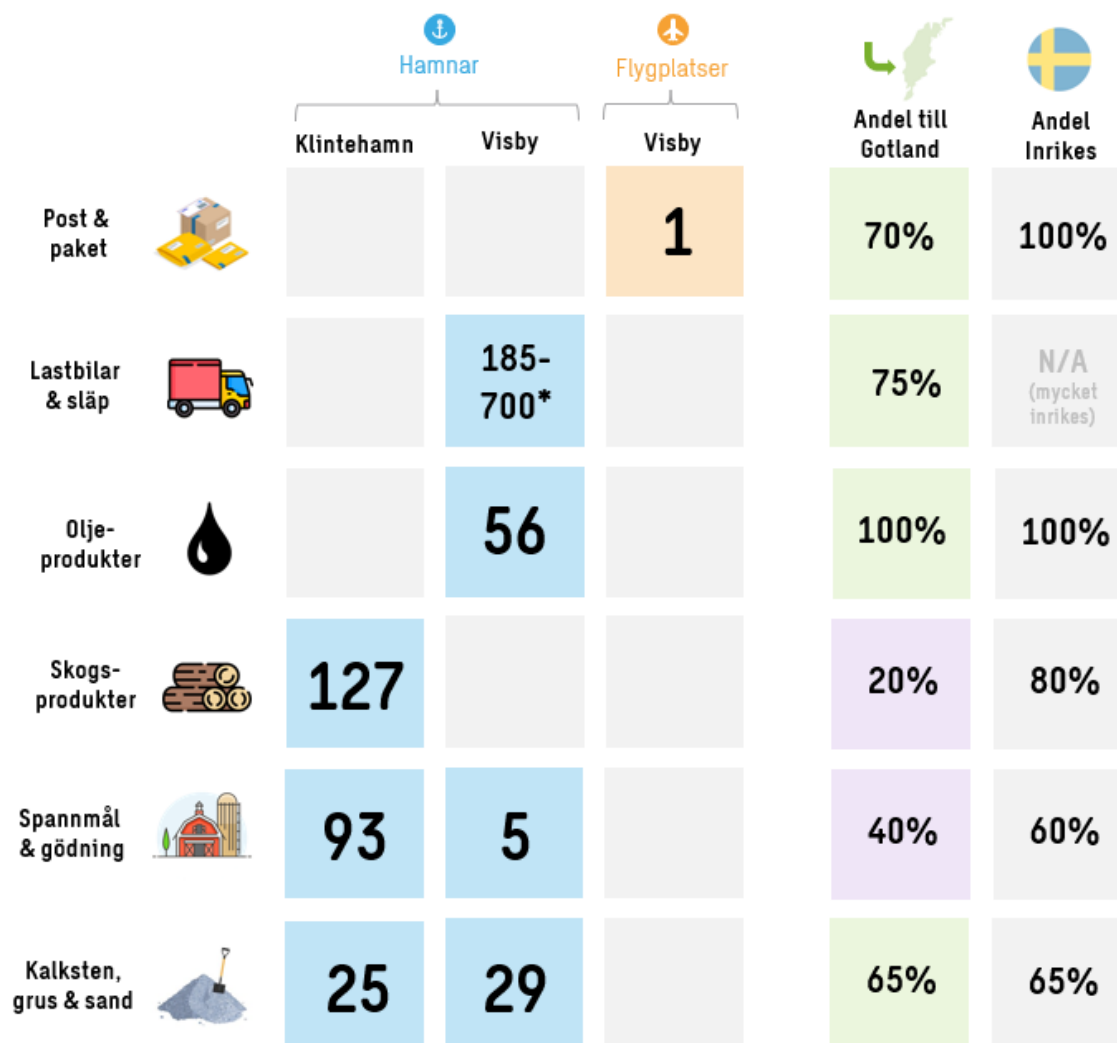 Hamnar
Flygplatser
Klintehamn
Visby
Visby
Andel till
Gotland
Andel
Inrikes
Post &
paket
1
70%
100%
Lastbilar
& släp
185-
700*
75%
N/A
(mycket
inrikes)
Olje-
produkter
56
100%
100%
Skogs-
produkter
127
20%
80%
Spannmål
& gödning
93
5
40%
60%
Kalksten,
grus & sand
25
29
65%
65%